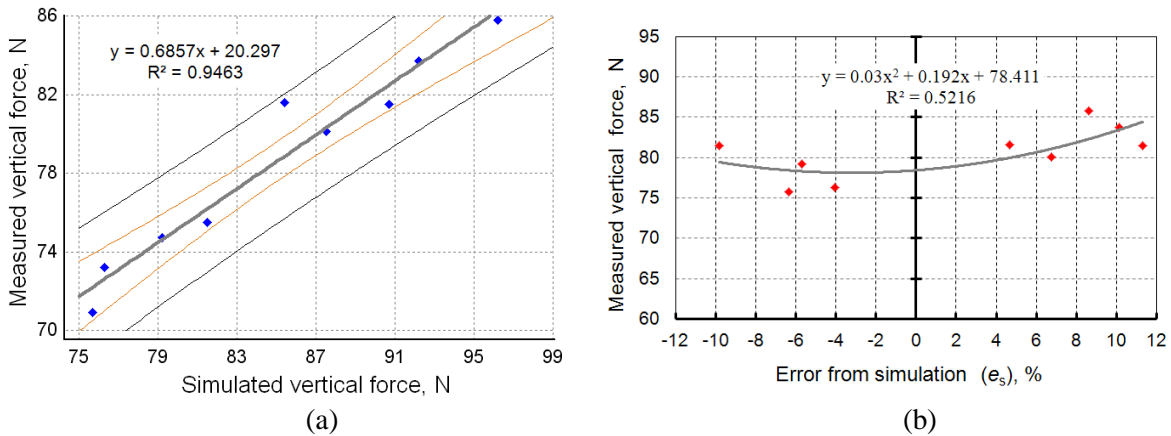 86
82
78
74
70
Measured vertical force, N
y = 0.6857x + 20.297
R² = 0.9463
75 79 83 87 91 95 99
Simulated vertical force, N
(a)
95
90
85
80
75
70
65
60
Measured vertical force, N
y = 0.03x² + 0.192x + 78.411
R² = 0.5216
-12 -10 -8 -6 -4 -2 0 2 4 6 8 10 12
Error from simulation (eₛ), %
(b)